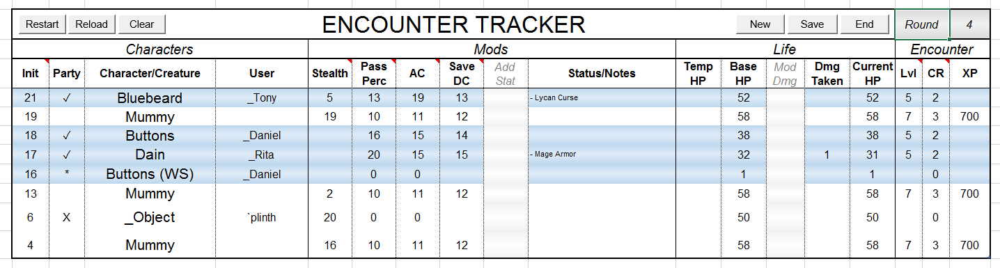 Restart Reload Clear ENCOUNTER TRACKER New Save End Round 4
Characters Mods Life Encounter
Init Party Character/Creature User Stealth Pass Perc AC Save DC Add Stat Status/Notes Temp HP Base HP Mod Dmg Dmg Taken Current HP Lvl CR XP
21 ✓ Bluebeard _Tony 5 13 19 13 - Lycan Curse 52 52 5 2
19 Mummy 19 10 11 12 58 58 7 3 700
18 ✓ Buttons _Daniel 16 15 14 38 38 5 2
17 ✓ Dain _Rita 20 15 15 - Mage Armor 32 1 31 5 2
16 * Buttons (WS) _Daniel 0 0 1 1 0
13 Mummy 2 10 11 12 58 58 7 3 700
6 X _Object `plinth 20 0 0 50 50 0
4 Mummy 16 10 11 12 58 58 7 3 700